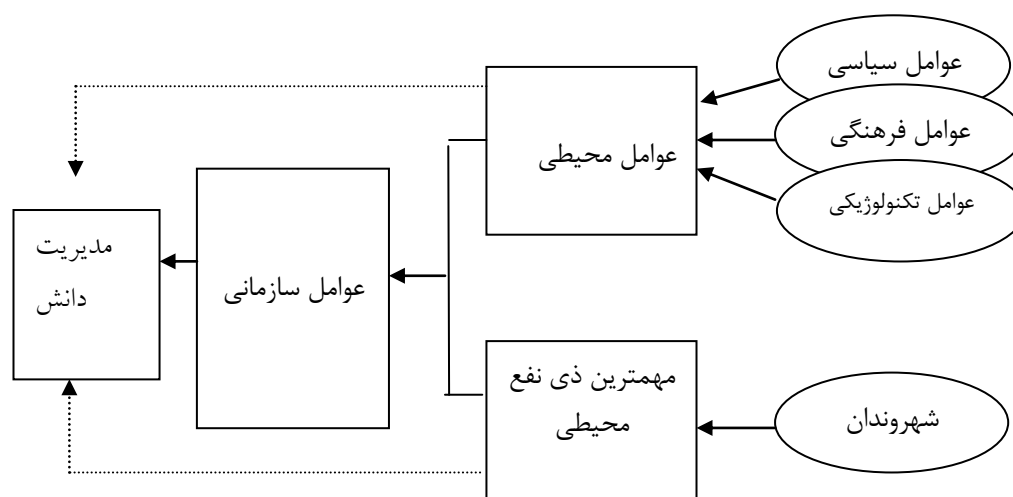 عوامل سیاسی
عوامل فرهنگی
عوامل تکنولوژیکی
عوامل محیطی
عوامل سازمانی
مدیریت
دانش
مهمترین ذی نفع
محیطی
شهروندان